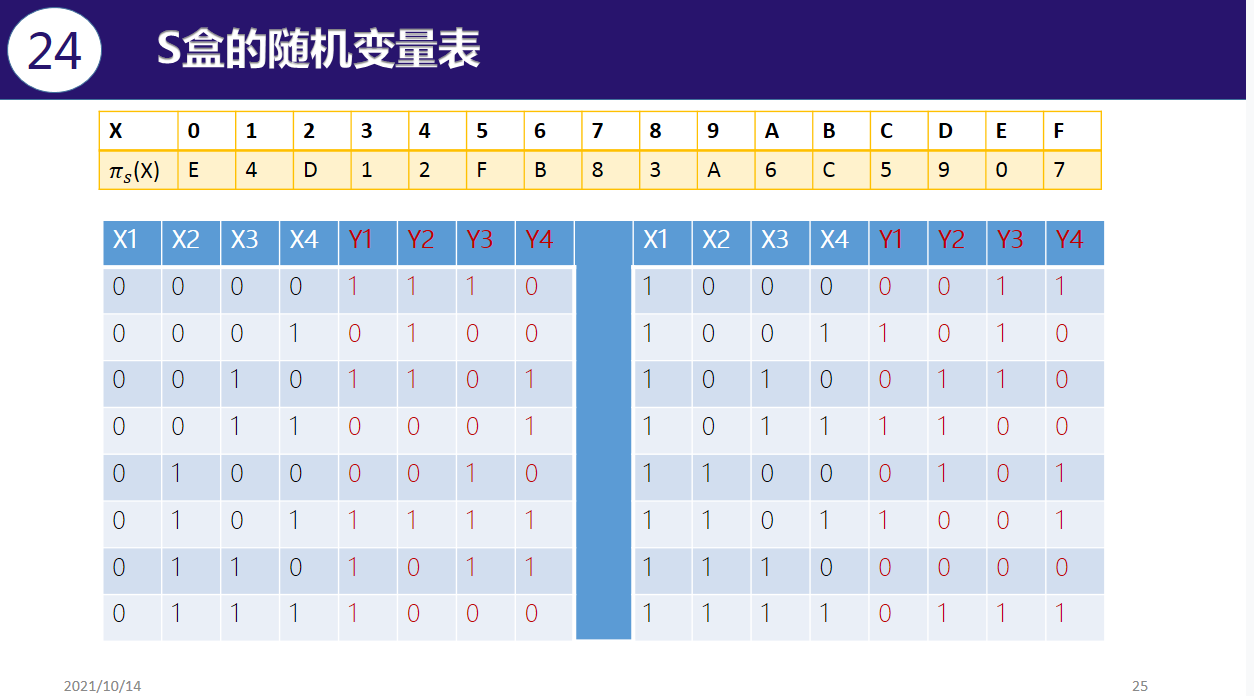 24
S盒的随机变量表
X 0 1 2 3 4 5 6 7 8 9 A B C D E F
πₛ(X) E 4 D 1 2 F B 8 3 A 6 C 5 9 0 7
X1 X2 X3 X4 Y1 Y2 Y3 Y4 X1 X2 X3 X4 Y1 Y2 Y3 Y4
0 0 0 0 1 1 1 0 1 0 0 0 0 0 1 1
0 0 0 1 0 1 0 0 1 0 0 1 1 0 1 0
0 0 1 0 1 1 0 1 1 0 1 0 0 1 1 0
0 0 1 1 0 0 0 1 1 0 1 1 1 1 0 0
0 1 0 0 0 0 1 0 1 1 0 0 0 1 0 1
0 1 0 1 1 1 1 1 1 1 0 1 1 0 0 1
0 1 1 0 1 0 1 1 1 1 1 0 0 0 0 0
0 1 1 1 1 0 0 0 1 1 1 1 0 1 1 1
2021/10/14
25